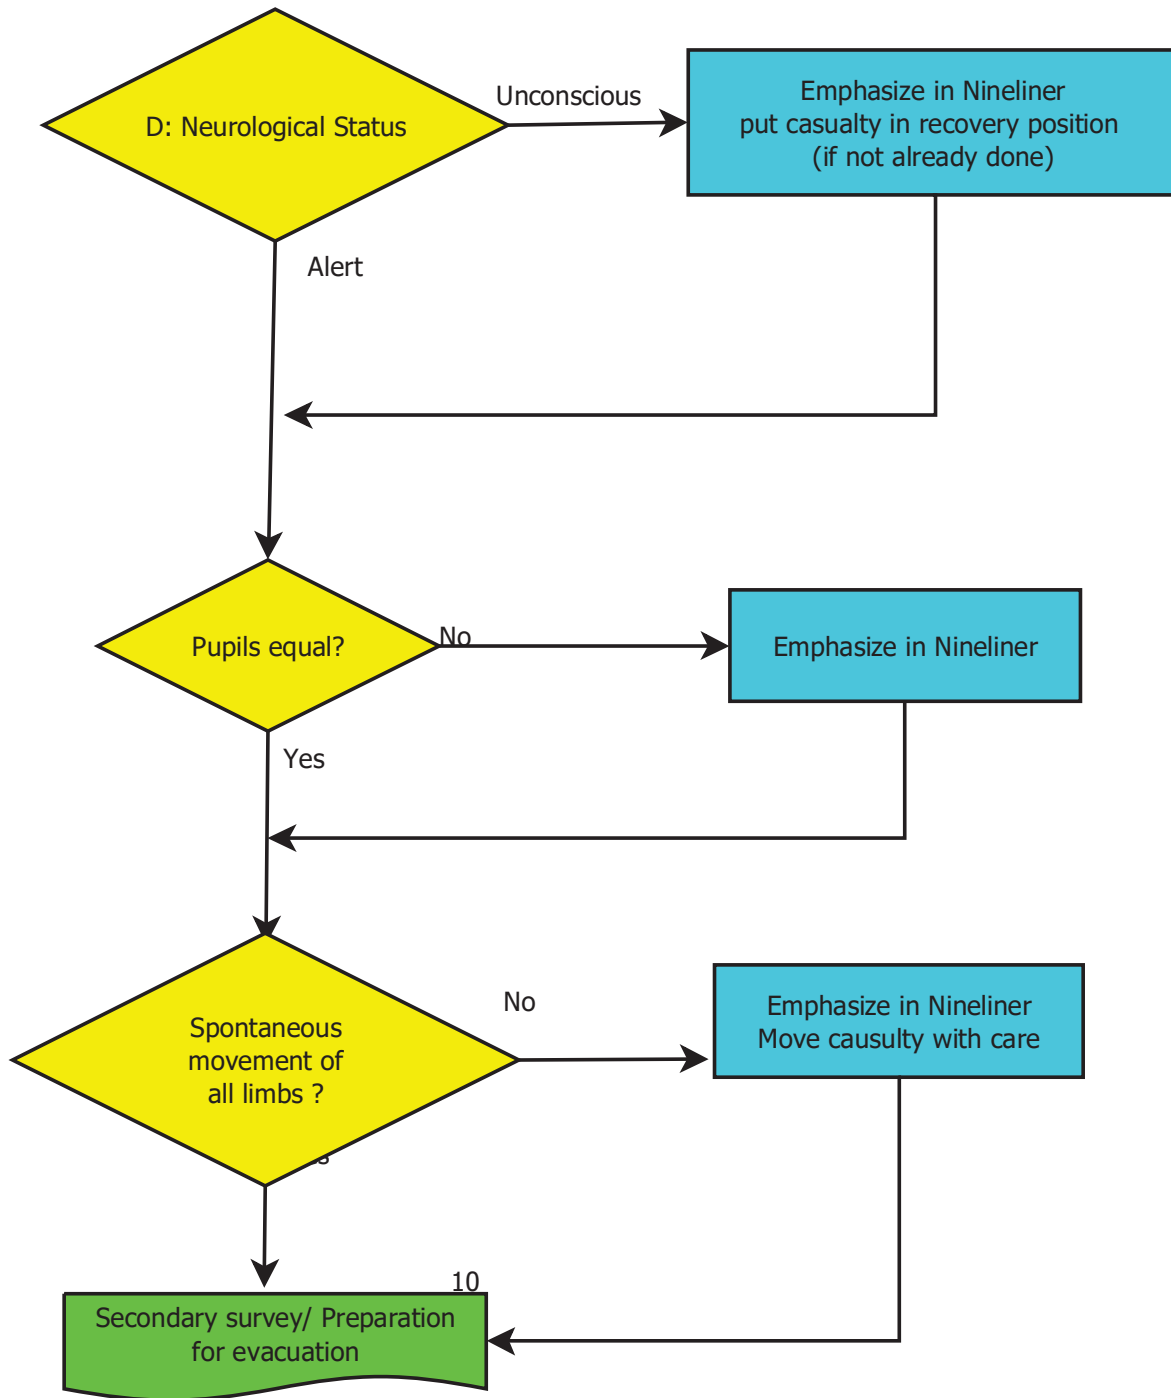 D: Neurological Status
Unconscious
Emphasize in Nineliner
put casualty in recovery position
(if not already done)
Alert
Pupils equal?
No
Emphasize in Nineliner
Yes
Spontaneous
movement of
all limbs ?
No
Emphasize in Nineliner
Move causulty with care
10
Secondary survey/ Preparation
for evacuation